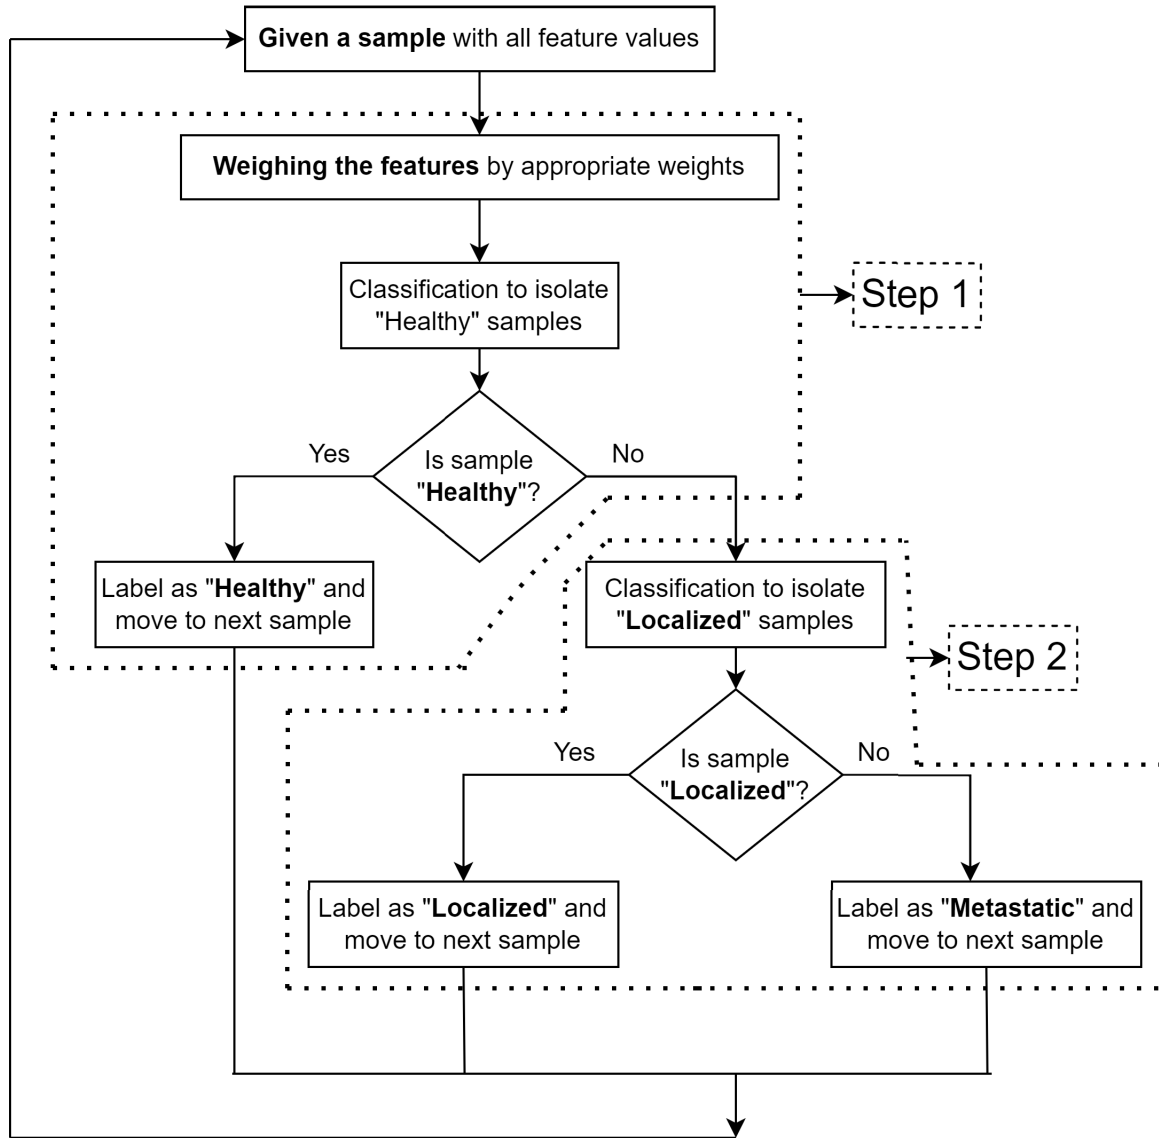 Given a sample with all feature values
Weighing the features by appropriate weights
Classification to isolate
"Healthy" samples
Step 1
Yes
No
Is sample
"Healthy"?
Label as "Healthy" and
move to next sample
Classification to isolate
"Localized" samples
Step 2
Yes
No
Is sample
"Localized"?
Label as "Localized" and
move to next sample
Label as "Metastatic" and
move to next sample